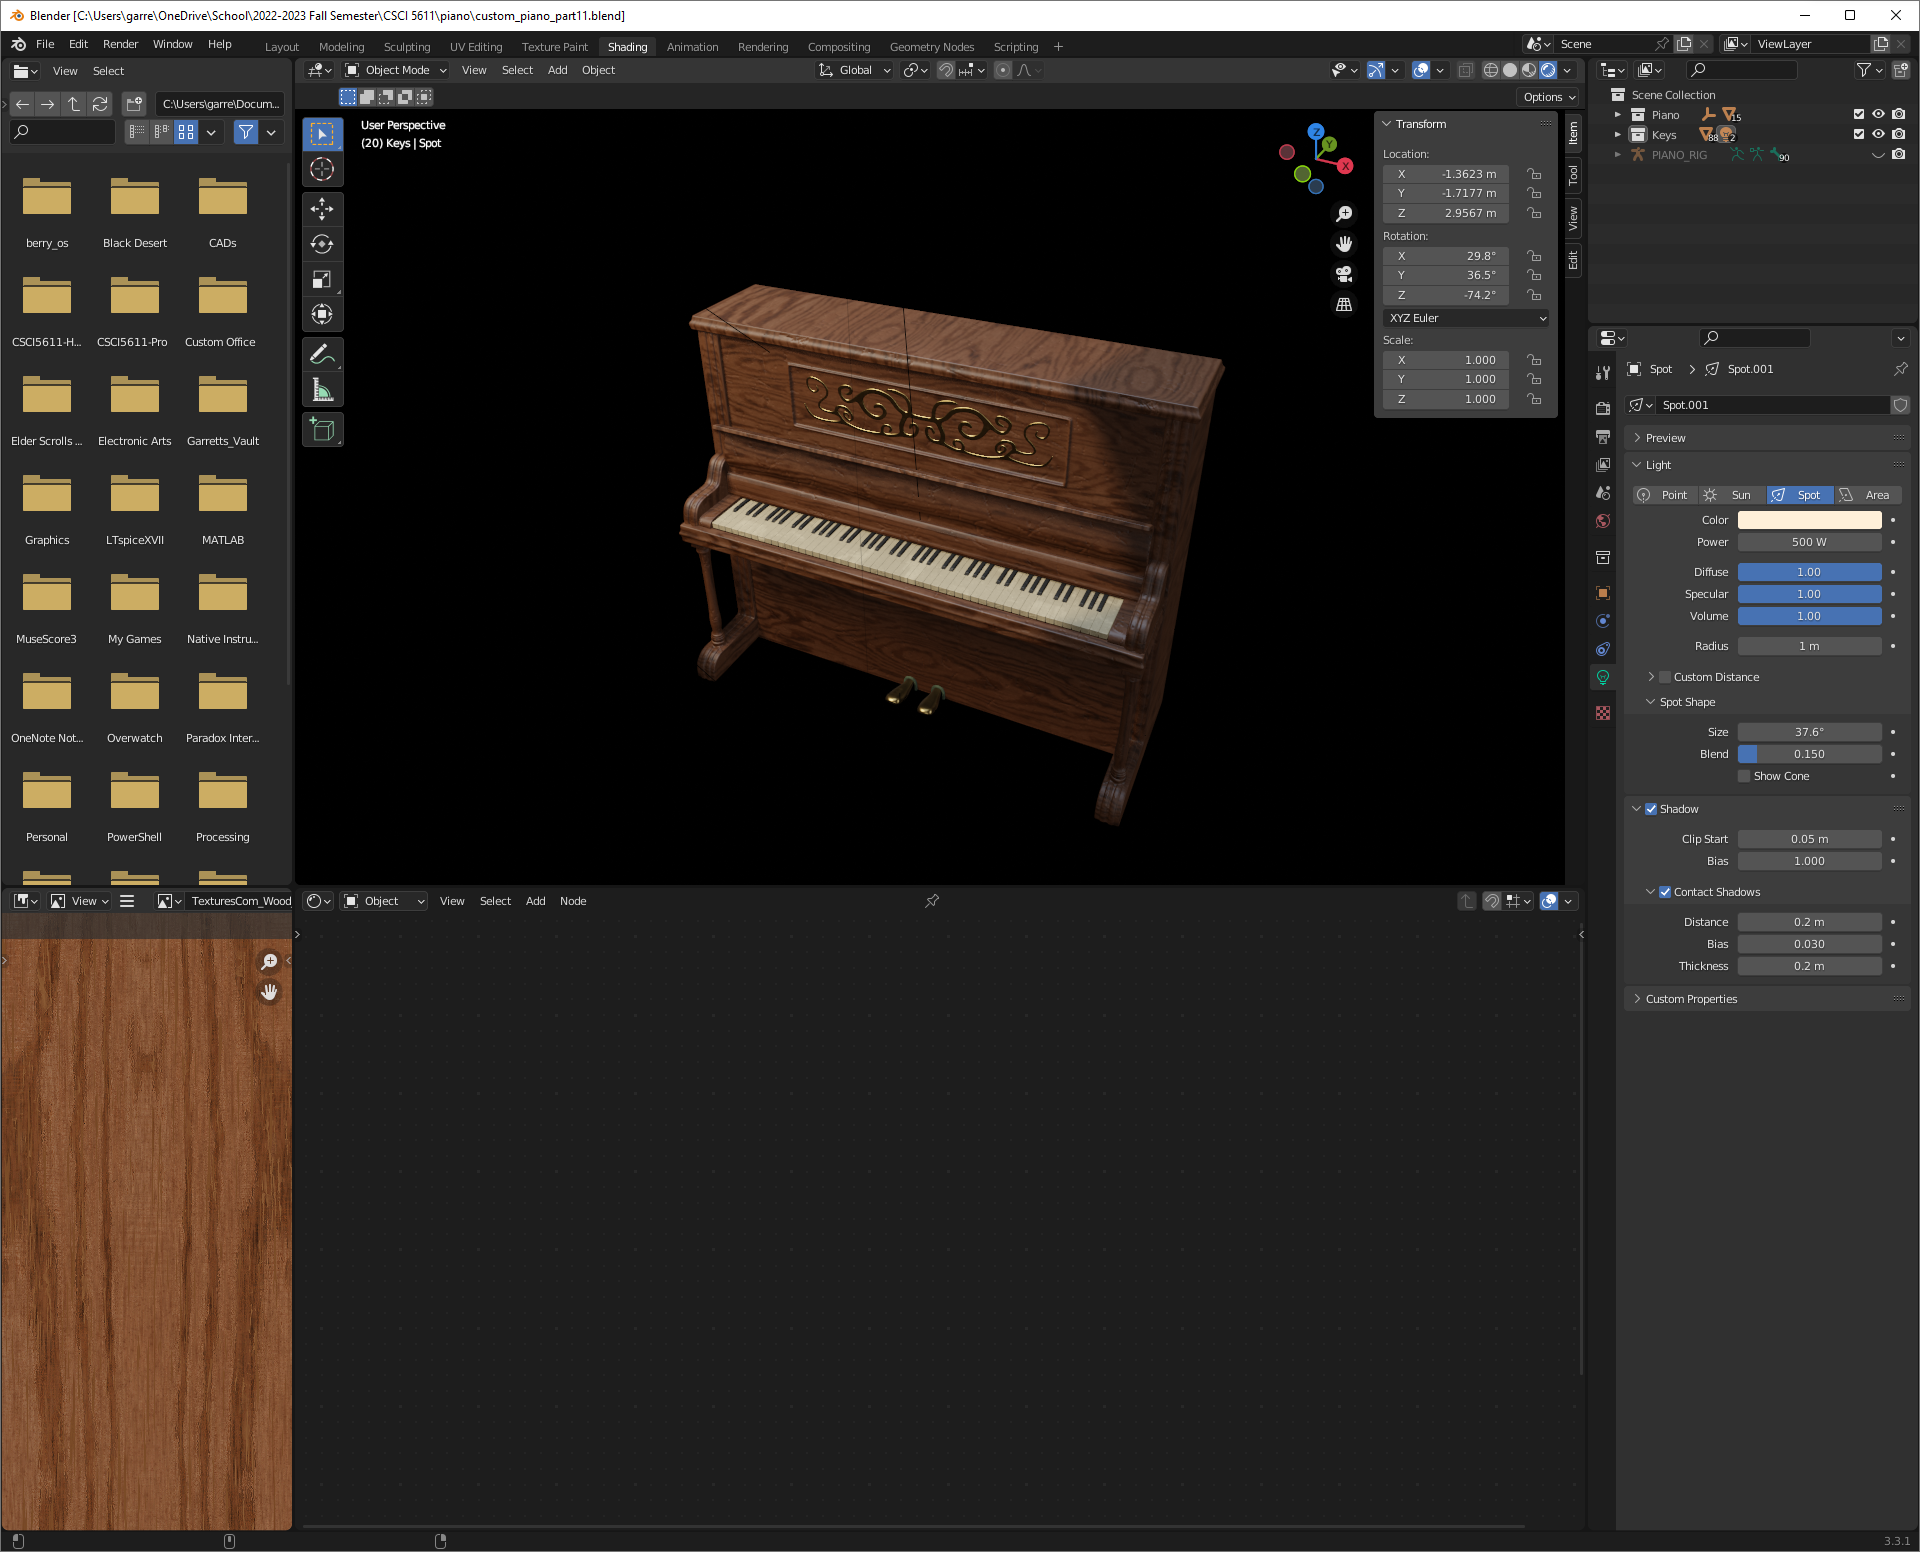 Blender [C:\Users\garre\OneDrive\School\2022-2023 Fall Semester\CSCI 5611\piano\custom_piano_part11.blend]
File Edit Render Window Help Layout Modeling Sculpting UV Editing Texture Paint Shading Animation Rendering Compositing Geometry Nodes Scripting + Scene ViewLayer
View Select
C:\Users\garre\Docum...
berry_os Black Desert CADs
CSCI5611-H... CSCI5611-Pro Custom Office
Elder Scrolls ... Electronic Arts Garretts_Vault
Graphics LTspiceXVII MATLAB
MuseScore3 My Games Native Instru...
OneNote Not... Overwatch Paradox Inter...
Personal PowerShell Processing
Object Mode View Select Add Object Global
Options
User Perspective
(20) Keys | Spot
Z
Y
X
Transform
Location:
X -1.3623 m
Y -1.7177 m
Z 2.9567 m
Rotation:
X 29.8°
Y 36.5°
Z -74.2°
XYZ Euler
Scale:
X 1.000
Y 1.000
Z 1.000
Item
Tool
View
Edit
Scene Collection
Piano 15
Keys 88 2
PIANO_RIG 90
Spot Spot.001
Spot.001
Preview
Light
Point Sun Spot Area
Color
Power 500 W
Diffuse 1.00
Specular 1.00
Volume 1.00
Radius 1 m
Custom Distance
Spot Shape
Size 37.6°
Blend 0.150
Show Cone
Shadow
Clip Start 0.05 m
Bias 1.000
Contact Shadows
Distance 0.2 m
Bias 0.030
Thickness 0.2 m
Custom Properties
View TexturesCom_Wood_
Object View Select Add Node
3.3.1